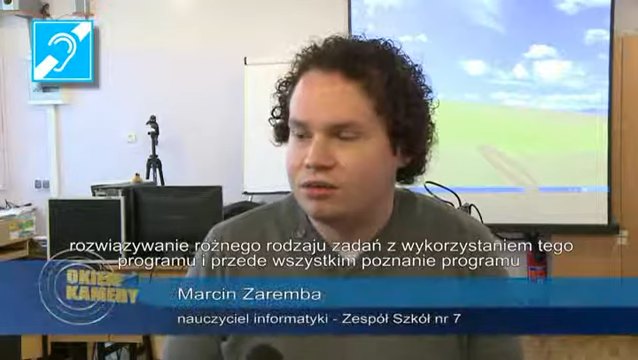 rozwiązywanie różnego rodzaju zadań z wykorzystaniem tego
programu i przede wszystkim poznanie programu
OKIEM
KAMERY
Marcin Zaremba
nauczyciel informatyki - Zespół Szkół nr 7